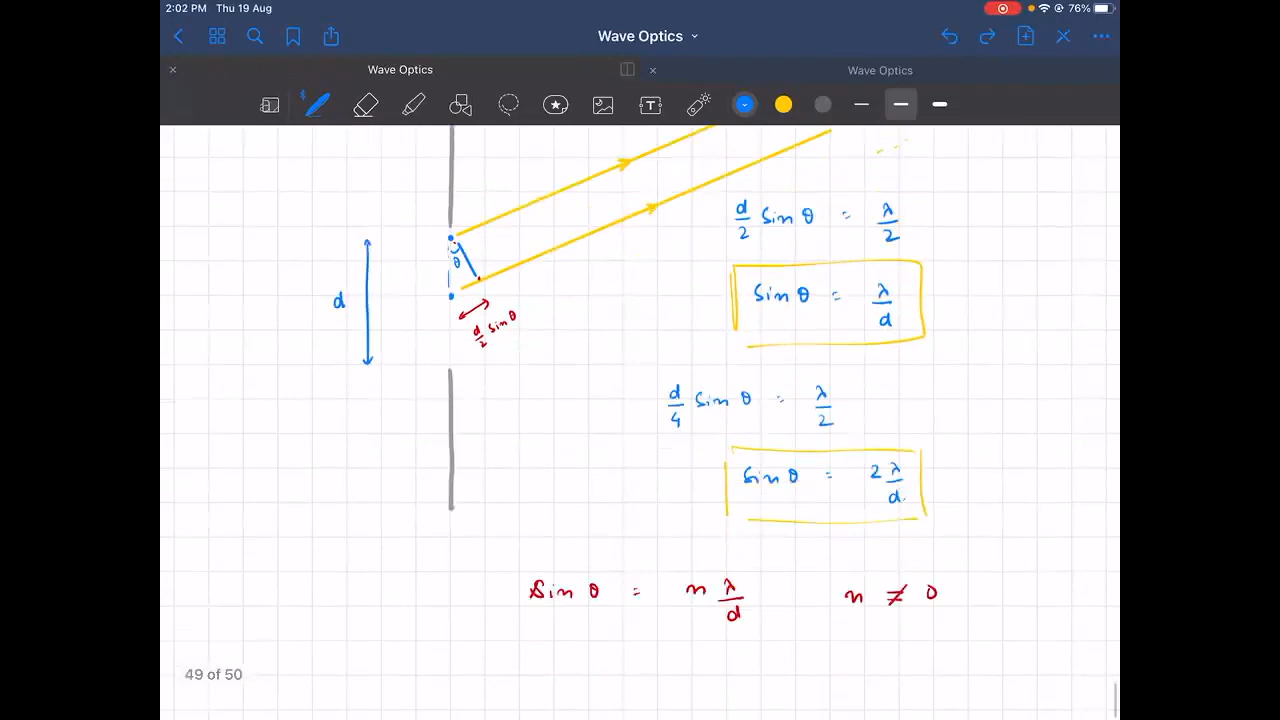 2:02 PM Thu 19 Aug
76%
Wave Optics
Wave Optics
Wave Optics
d/2 Sin θ = λ/2
Sin θ = λ/d
θ
d
d/2 Sin θ
d/4 Sin θ = λ/2
Sin θ = 2 λ/d
Sin θ = n λ/d n ≠ 0
49 of 50